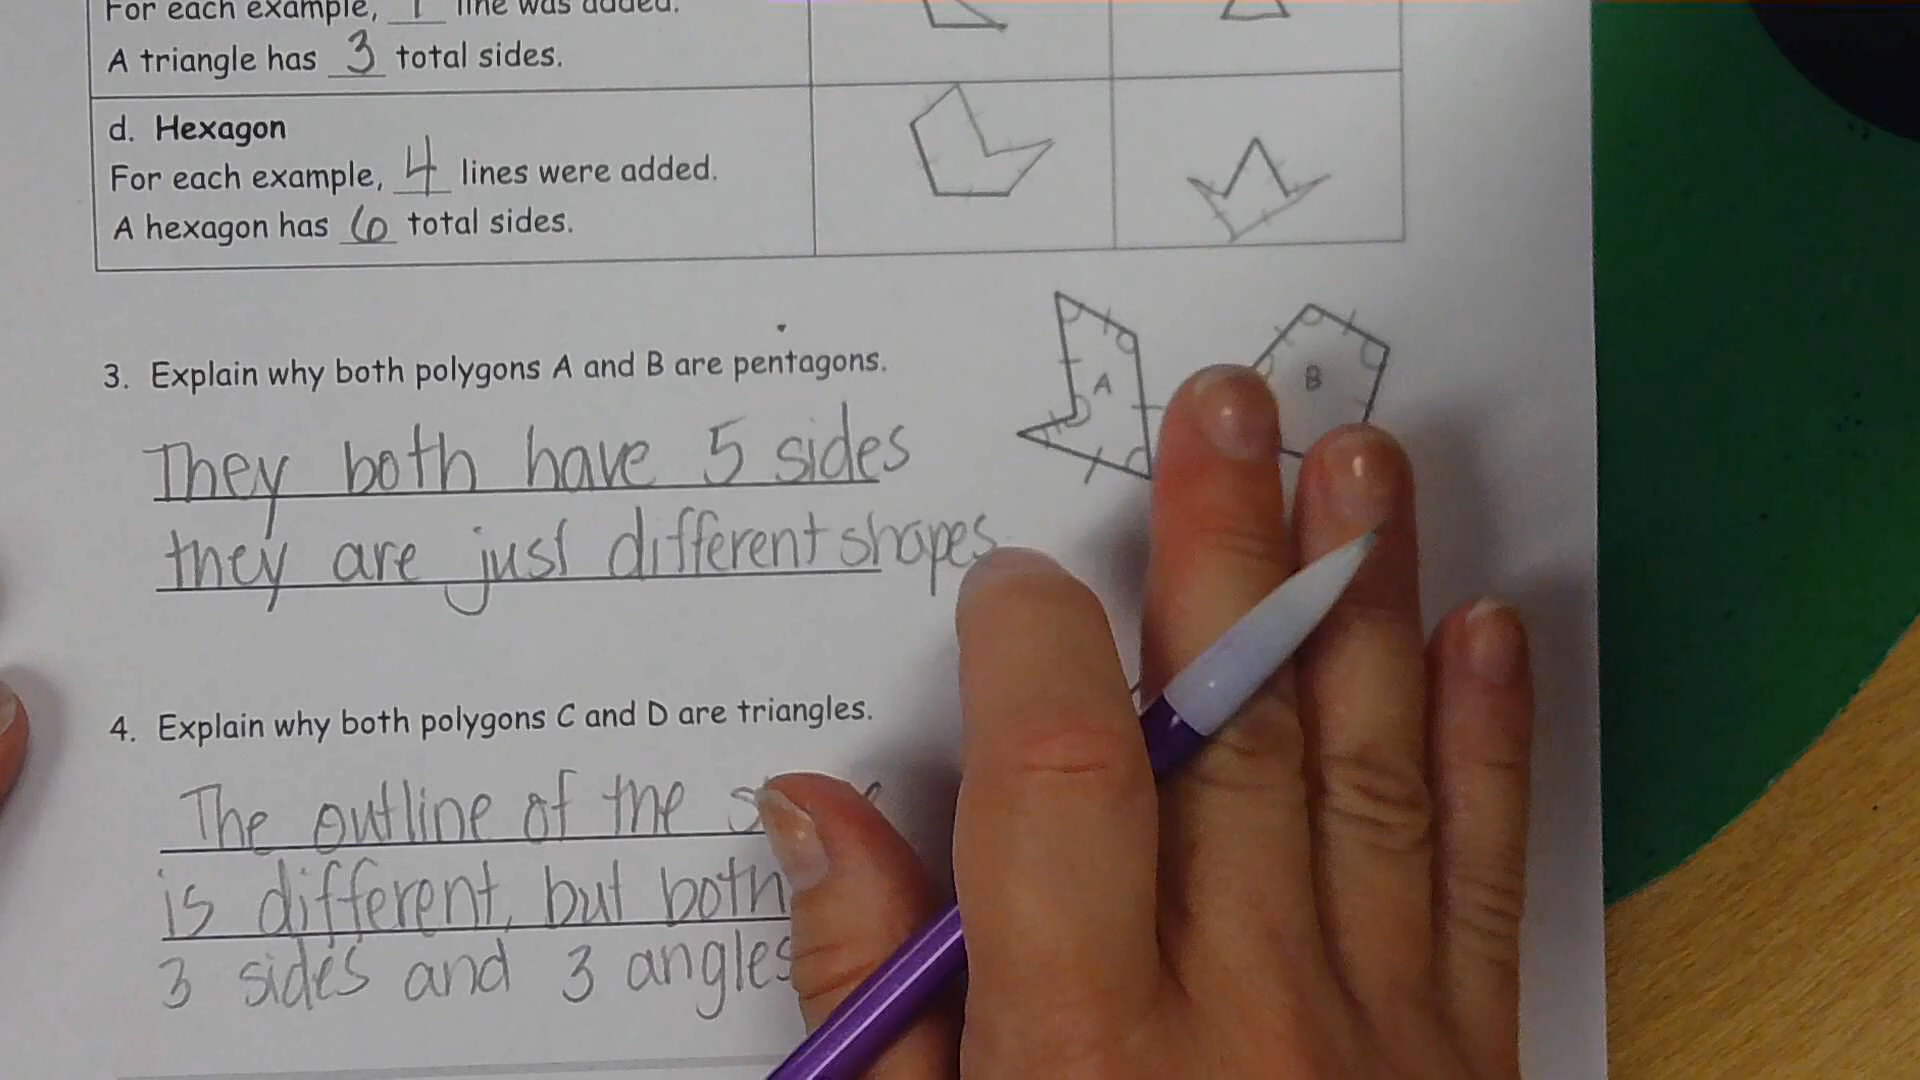 For each example, 1 line was added.
A triangle has 3 total sides.
d. Hexagon
For each example, 4 lines were added.
A hexagon has 6 total sides.
3. Explain why both polygons A and B are pentagons.
A
B
They both have 5 sides
they are just different shapes
4. Explain why both polygons C and D are triangles.
The outline of the
is different, but both
3 sides and 3 angles